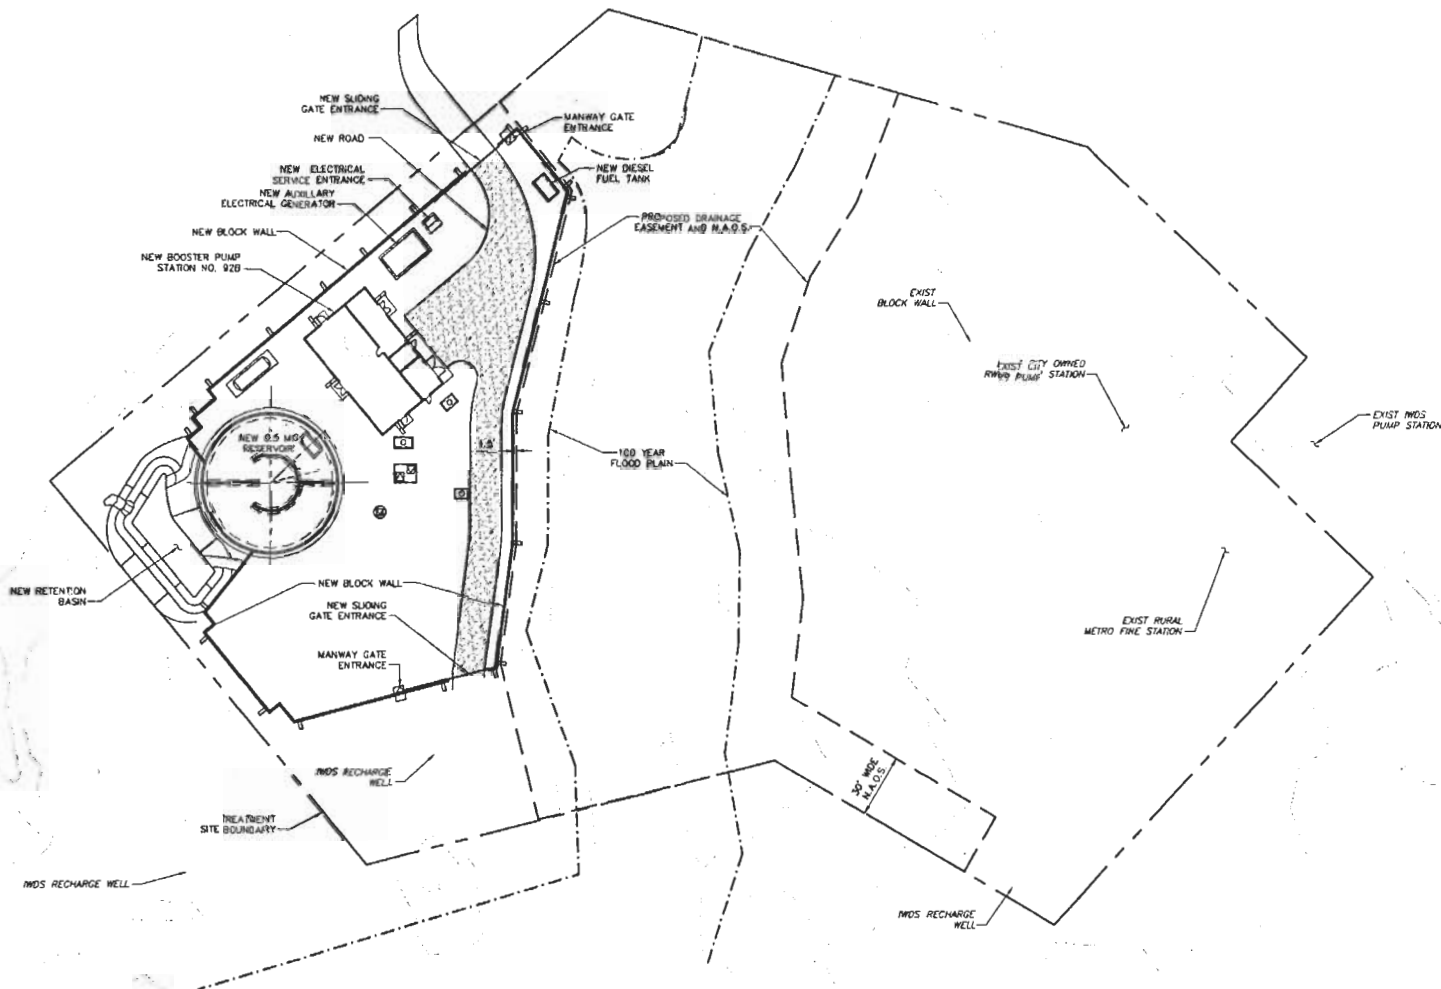 NEW SLIDING
GATE ENTRANCE
MANWAY GATE
ENTRANCE
NEW ROAD
NEW ELECTRICAL
SERVICE ENTRANCE
NEW DIESEL
FUEL TANK
NEW AUXILLARY
ELECTRICAL GENERATOR
NEW BLOCK WALL
PROPOSED DRAINAGE
EASEMENT AND N.A.O.S.
NEW BOOSTER PUMP
STATION NO. 92B
EXIST
BLOCK WALL
EXIST CITY OWNED
PUMP STATION
EXIST IWDS
PUMP STATION
NEW 0.5 MG
RESERVOIR
100 YEAR
FLOOD PLAIN
NEW RETENTION
BASIN
NEW BLOCK WALL
NEW SLIDING
GATE ENTRANCE
EXIST RURAL
METRO FIRE STATION
MANWAY GATE
ENTRANCE
IWDS RECHARGE
WELL
30' WIDE
N.A.O.S.
TREATMENT
SITE BOUNDARY
IWDS RECHARGE WELL
IWDS RECHARGE
WELL